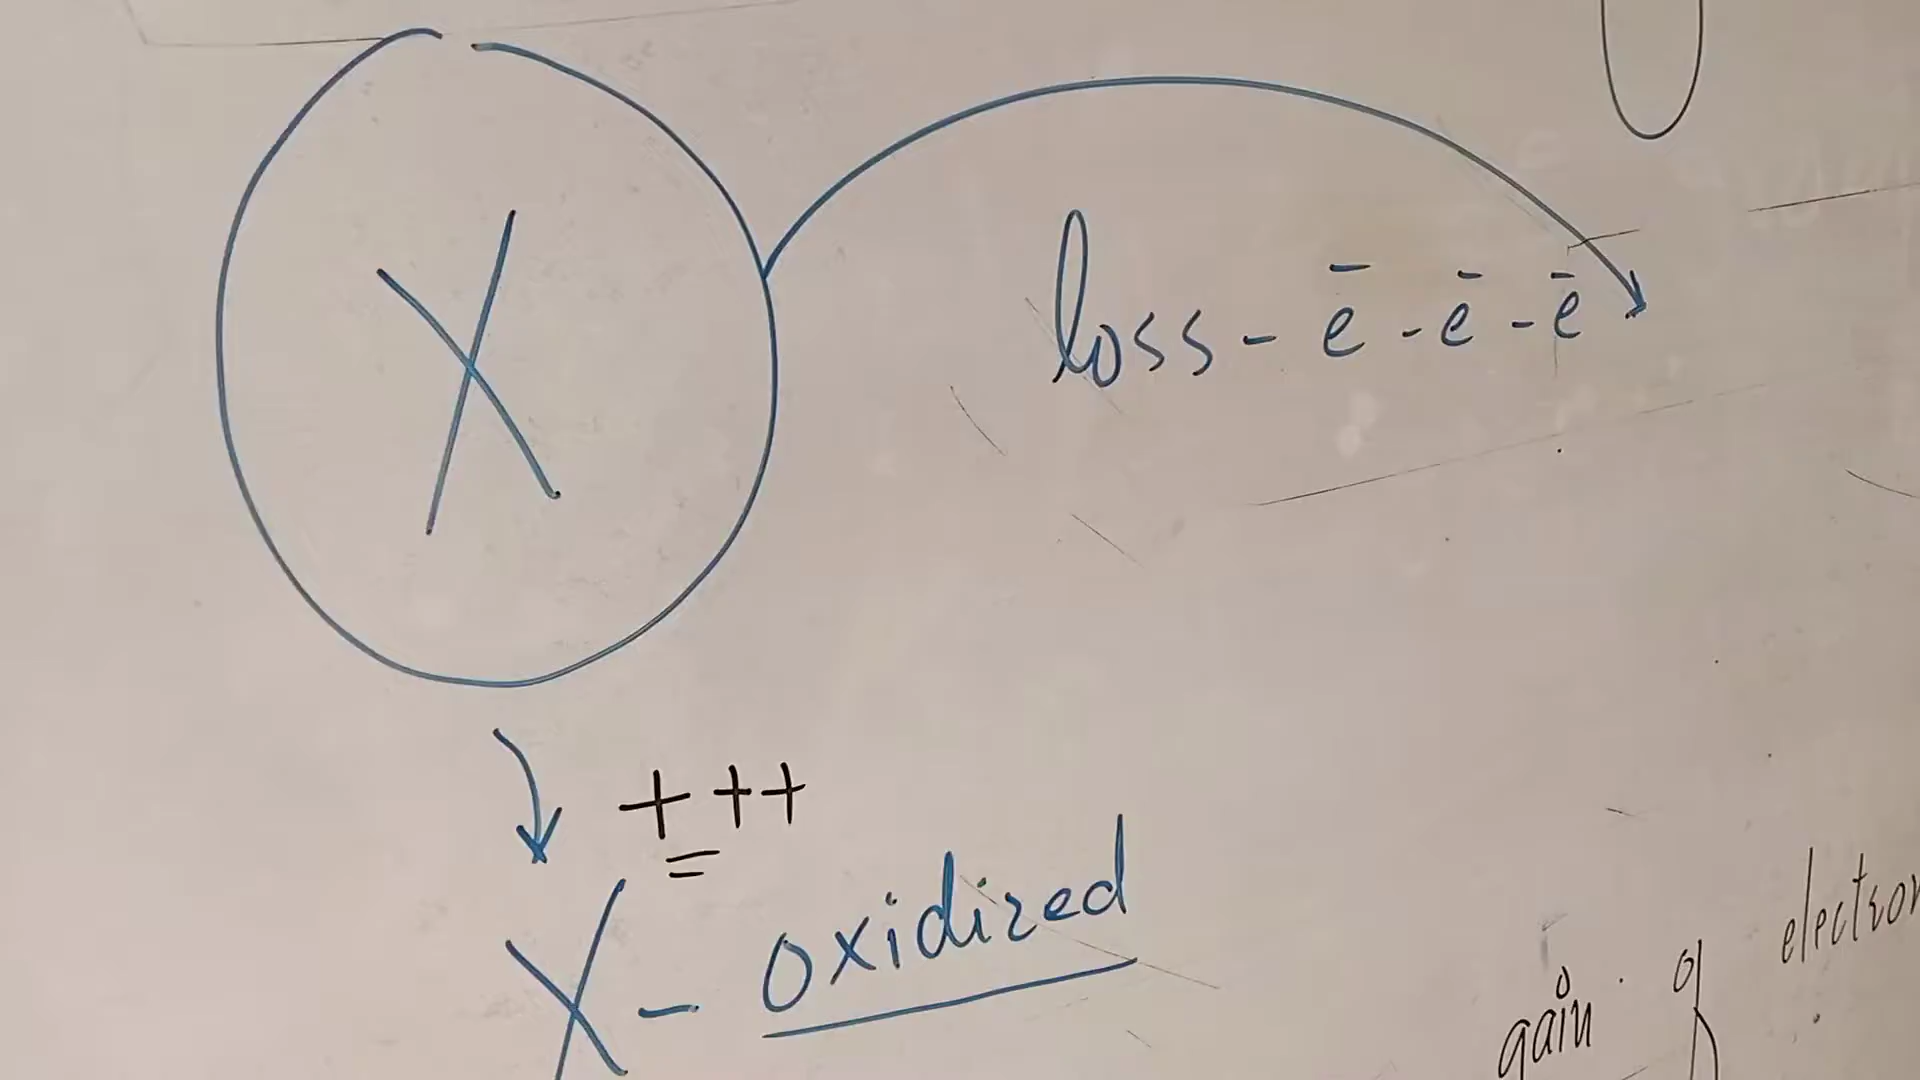 X
loss - e̅ - e̅ - e̅
+ ++
X - oxidized
electron
gain of